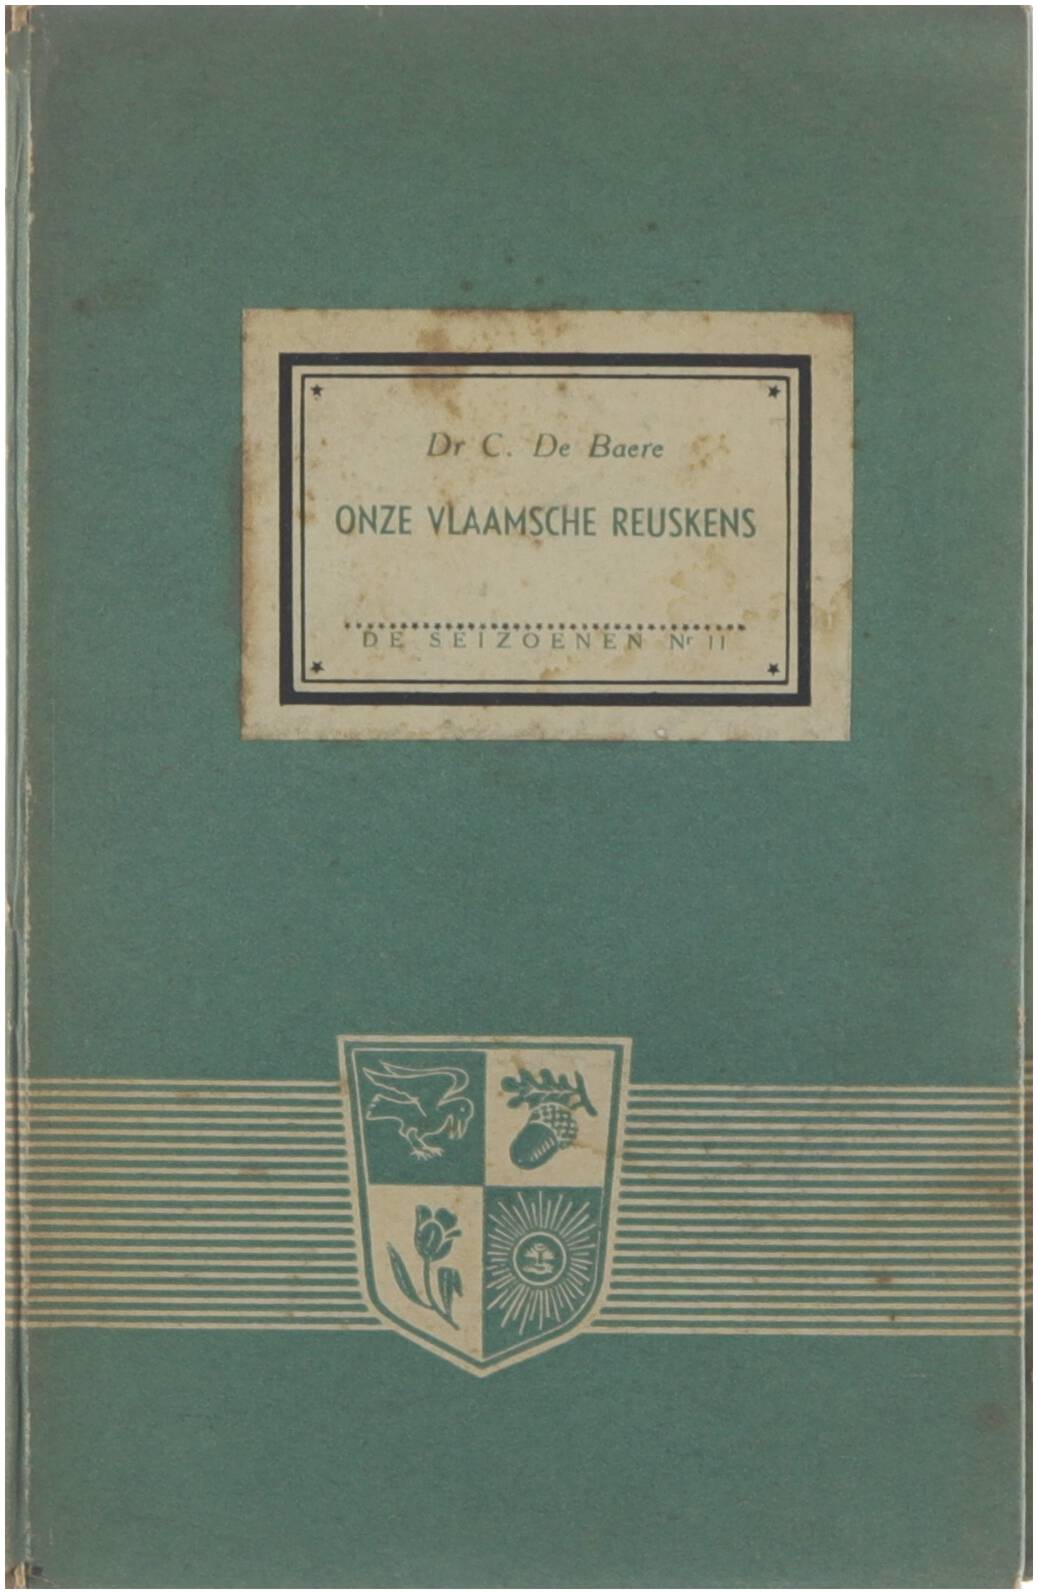 Dr C. De Baere
ONZE VLAAMSCHE REUSKENS
DE SEIZOENEN Nr 11